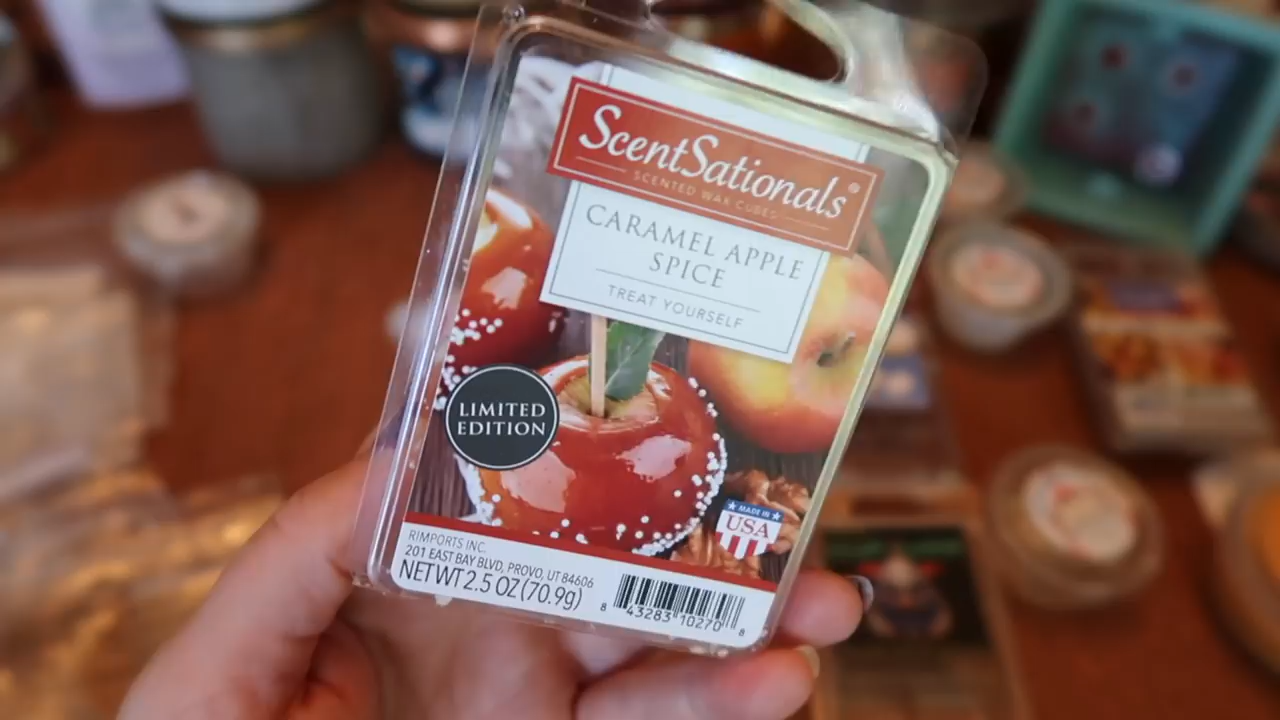 ScentSationals®
SCENTED WAX CUBES
CARAMEL APPLE
SPICE
TREAT YOURSELF
LIMITED
EDITION
MADE IN
USA
RIMPORTS INC.
201 EAST BAY BLVD, PROVO, UT 84606
NET WT 2.5 OZ (70.9g)
8 43283 10270 8